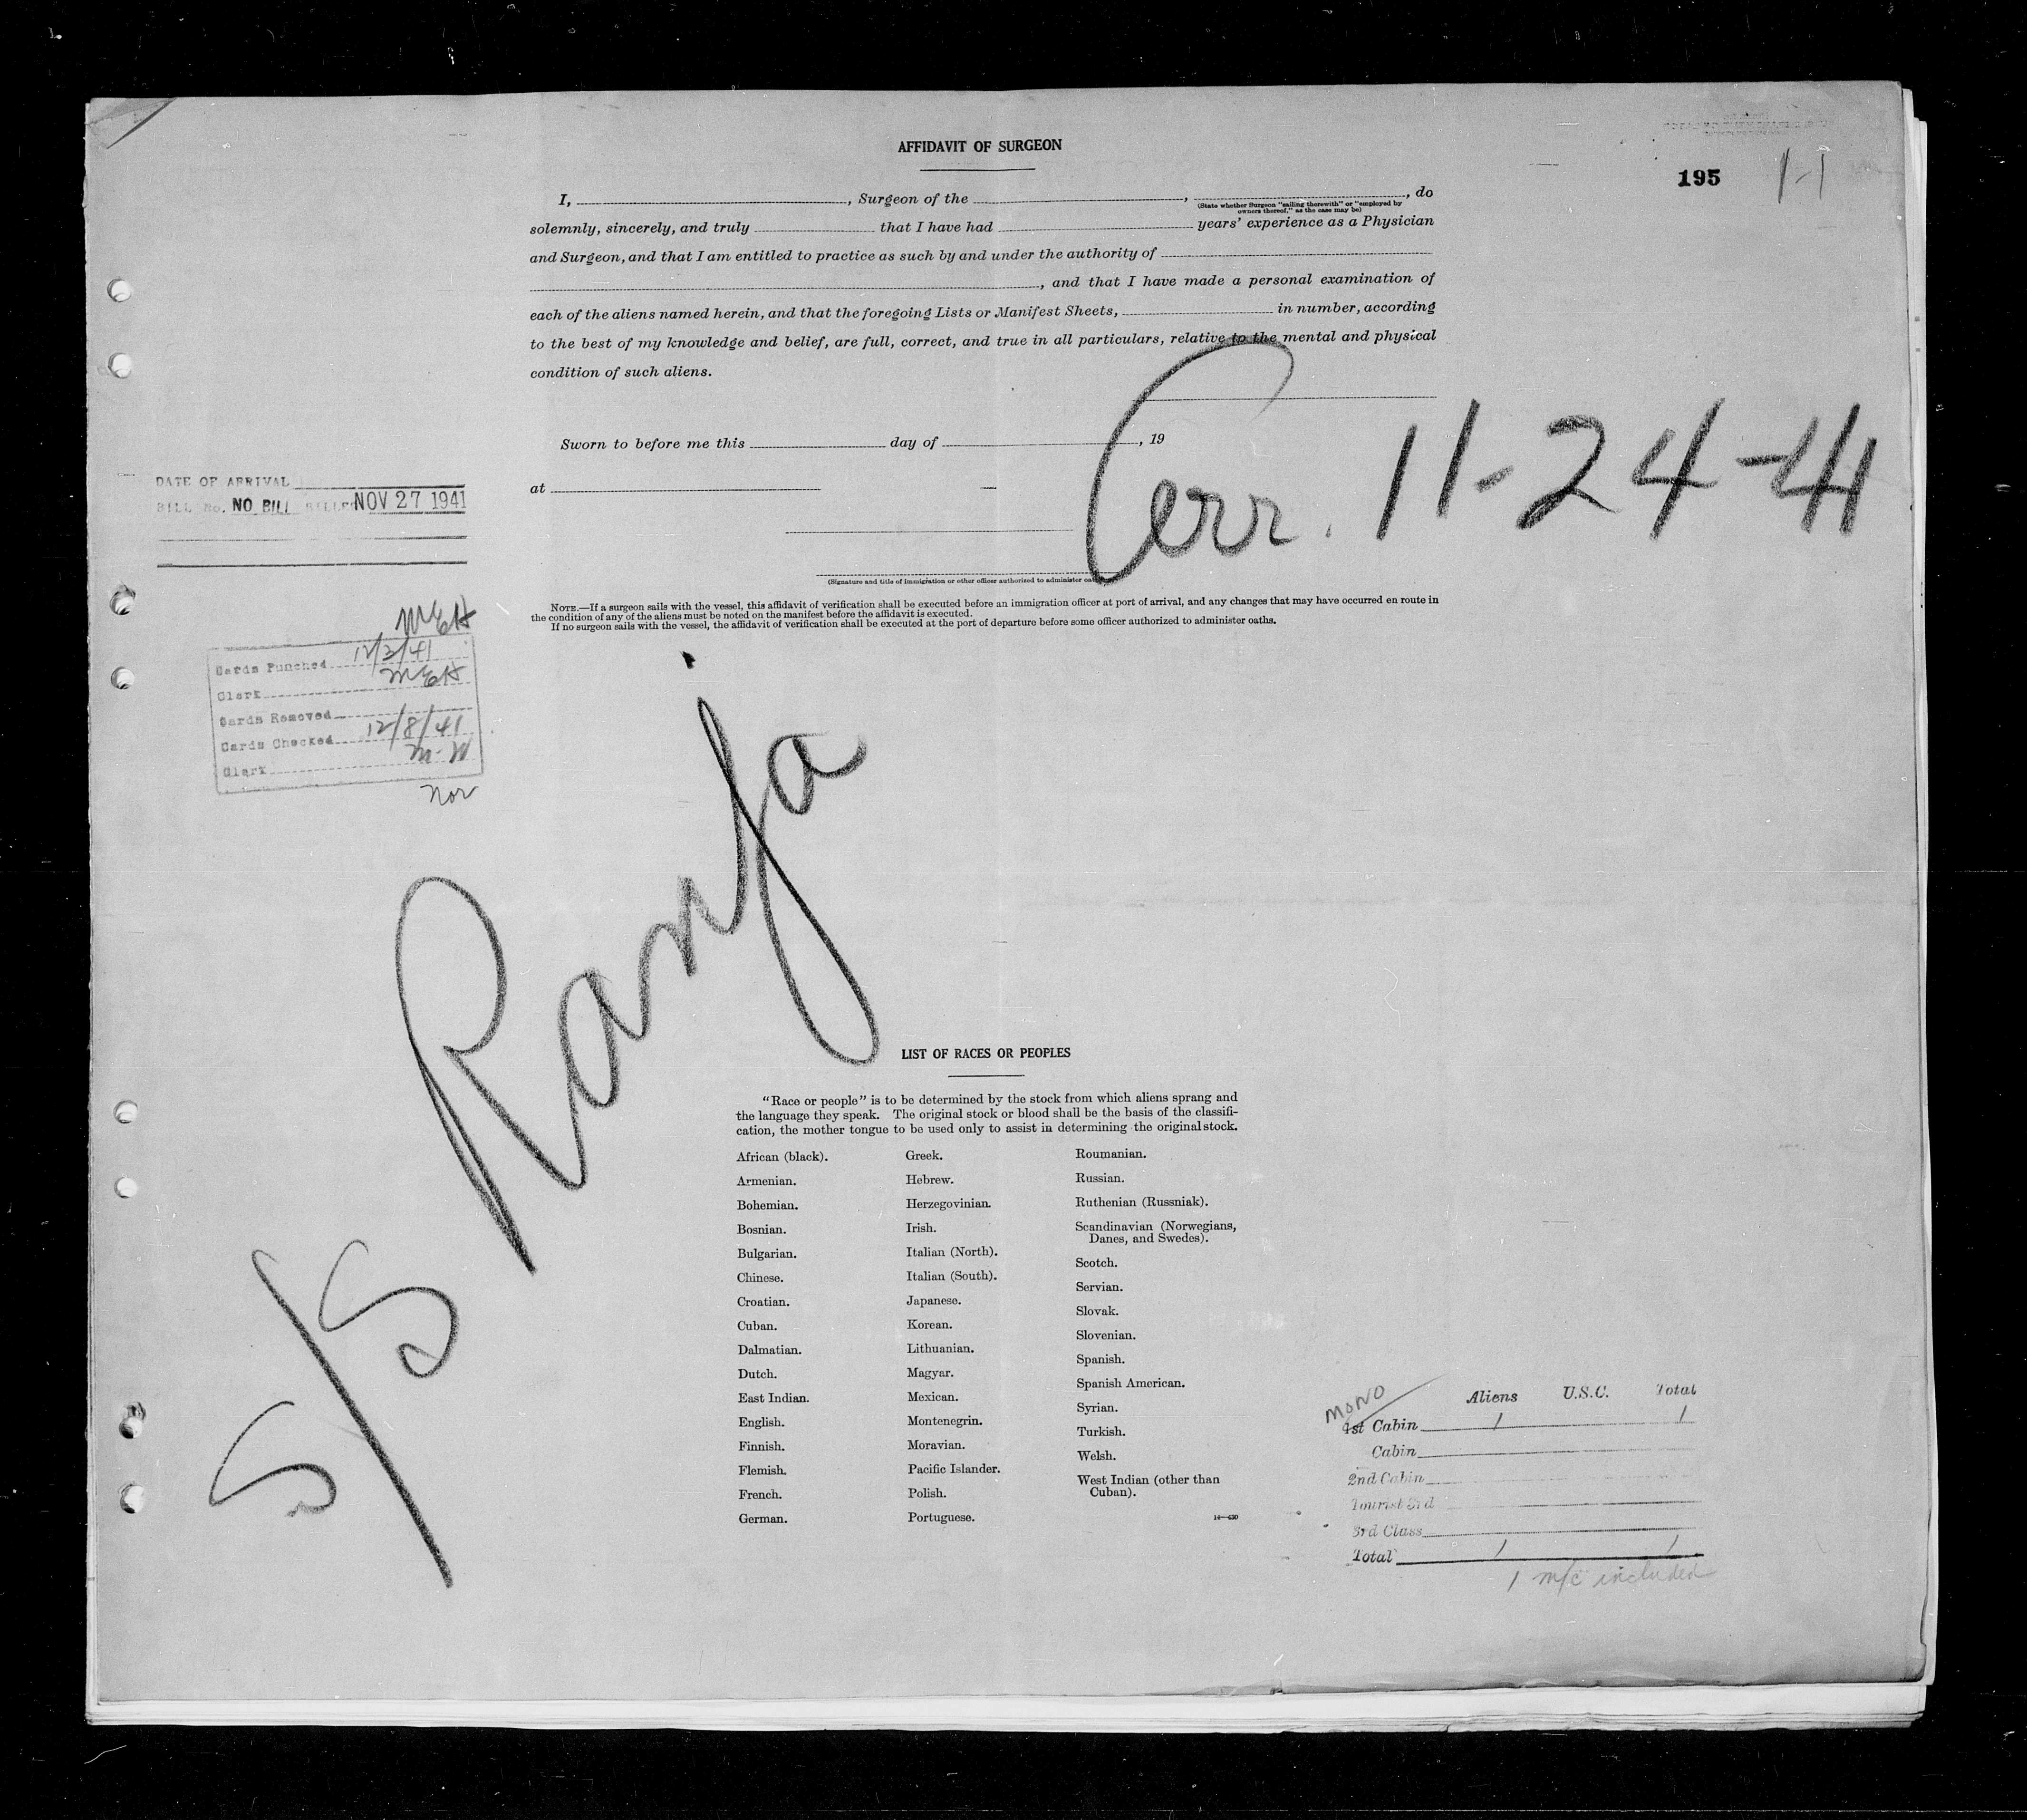 AFFIDAVIT OF SURGEON
195 1-1
I, , Surgeon of the , , do
(State whether Surgeon "sailing therewith" or "employed by
owners thereof," as the case may be)
solemnly, sincerely, and truly that I have had years' experience as a Physician
and Surgeon, and that I am entitled to practice as such by and under the authority of
, and that I have made a personal examination of
each of the aliens named herein, and that the foregoing Lists or Manifest Sheets, in number, according
to the best of my knowledge and belief, are full, correct, and true in all particulars, relative to the mental and physical
condition of such aliens.
Sworn to before me this day of , 19
at
11-24-41
DATE OF ARRIVAL
BILL No. NO BILL NOV 27 1941
(Signature and title of immigration or other officer authorized to administer oaths)
NOTE.—If a surgeon sails with the vessel, this affidavit of verification shall be executed before an immigration officer at port of arrival, and any changes that may have occurred en route in
the condition of any of the aliens must be noted on the manifest before the affidavit is executed.
If no surgeon sails with the vessel, the affidavit of verification shall be executed at the port of departure before some officer authorized to administer oaths.
MEH
Cards Punched 12/3/41
Clerk MEH
Cards Removed
Cards Checked 12/8/41
Clerk M-W
Nor
S/S Ranja
LIST OF RACES OR PEOPLES
"Race or people" is to be determined by the stock from which aliens sprang and
the language they speak. The original stock or blood shall be the basis of the classifi-
cation, the mother tongue to be used only to assist in determining the original stock.
African (black).
Armenian.
Bohemian.
Bosnian.
Bulgarian.
Chinese.
Croatian.
Cuban.
Dalmatian.
Dutch.
East Indian.
English.
Finnish.
Flemish.
French.
German.
Greek.
Hebrew.
Herzegovinian.
Irish.
Italian (North).
Italian (South).
Japanese.
Korean.
Lithuanian.
Magyar.
Mexican.
Montenegrin.
Moravian.
Pacific Islander.
Polish.
Portuguese.
Roumanian.
Russian.
Ruthenian (Russniak).
Scandinavian (Norwegians,
Danes, and Swedes).
Scotch.
Servian.
Slovak.
Slovenian.
Spanish.
Spanish American.
Syrian.
Turkish.
Welsh.
West Indian (other than
Cuban).
MONO
Aliens U.S.C. Total
1st Cabin 1 1
Cabin
2nd Cabin
Tourist 3rd
3rd Class
Total 1 1
1 m/c included